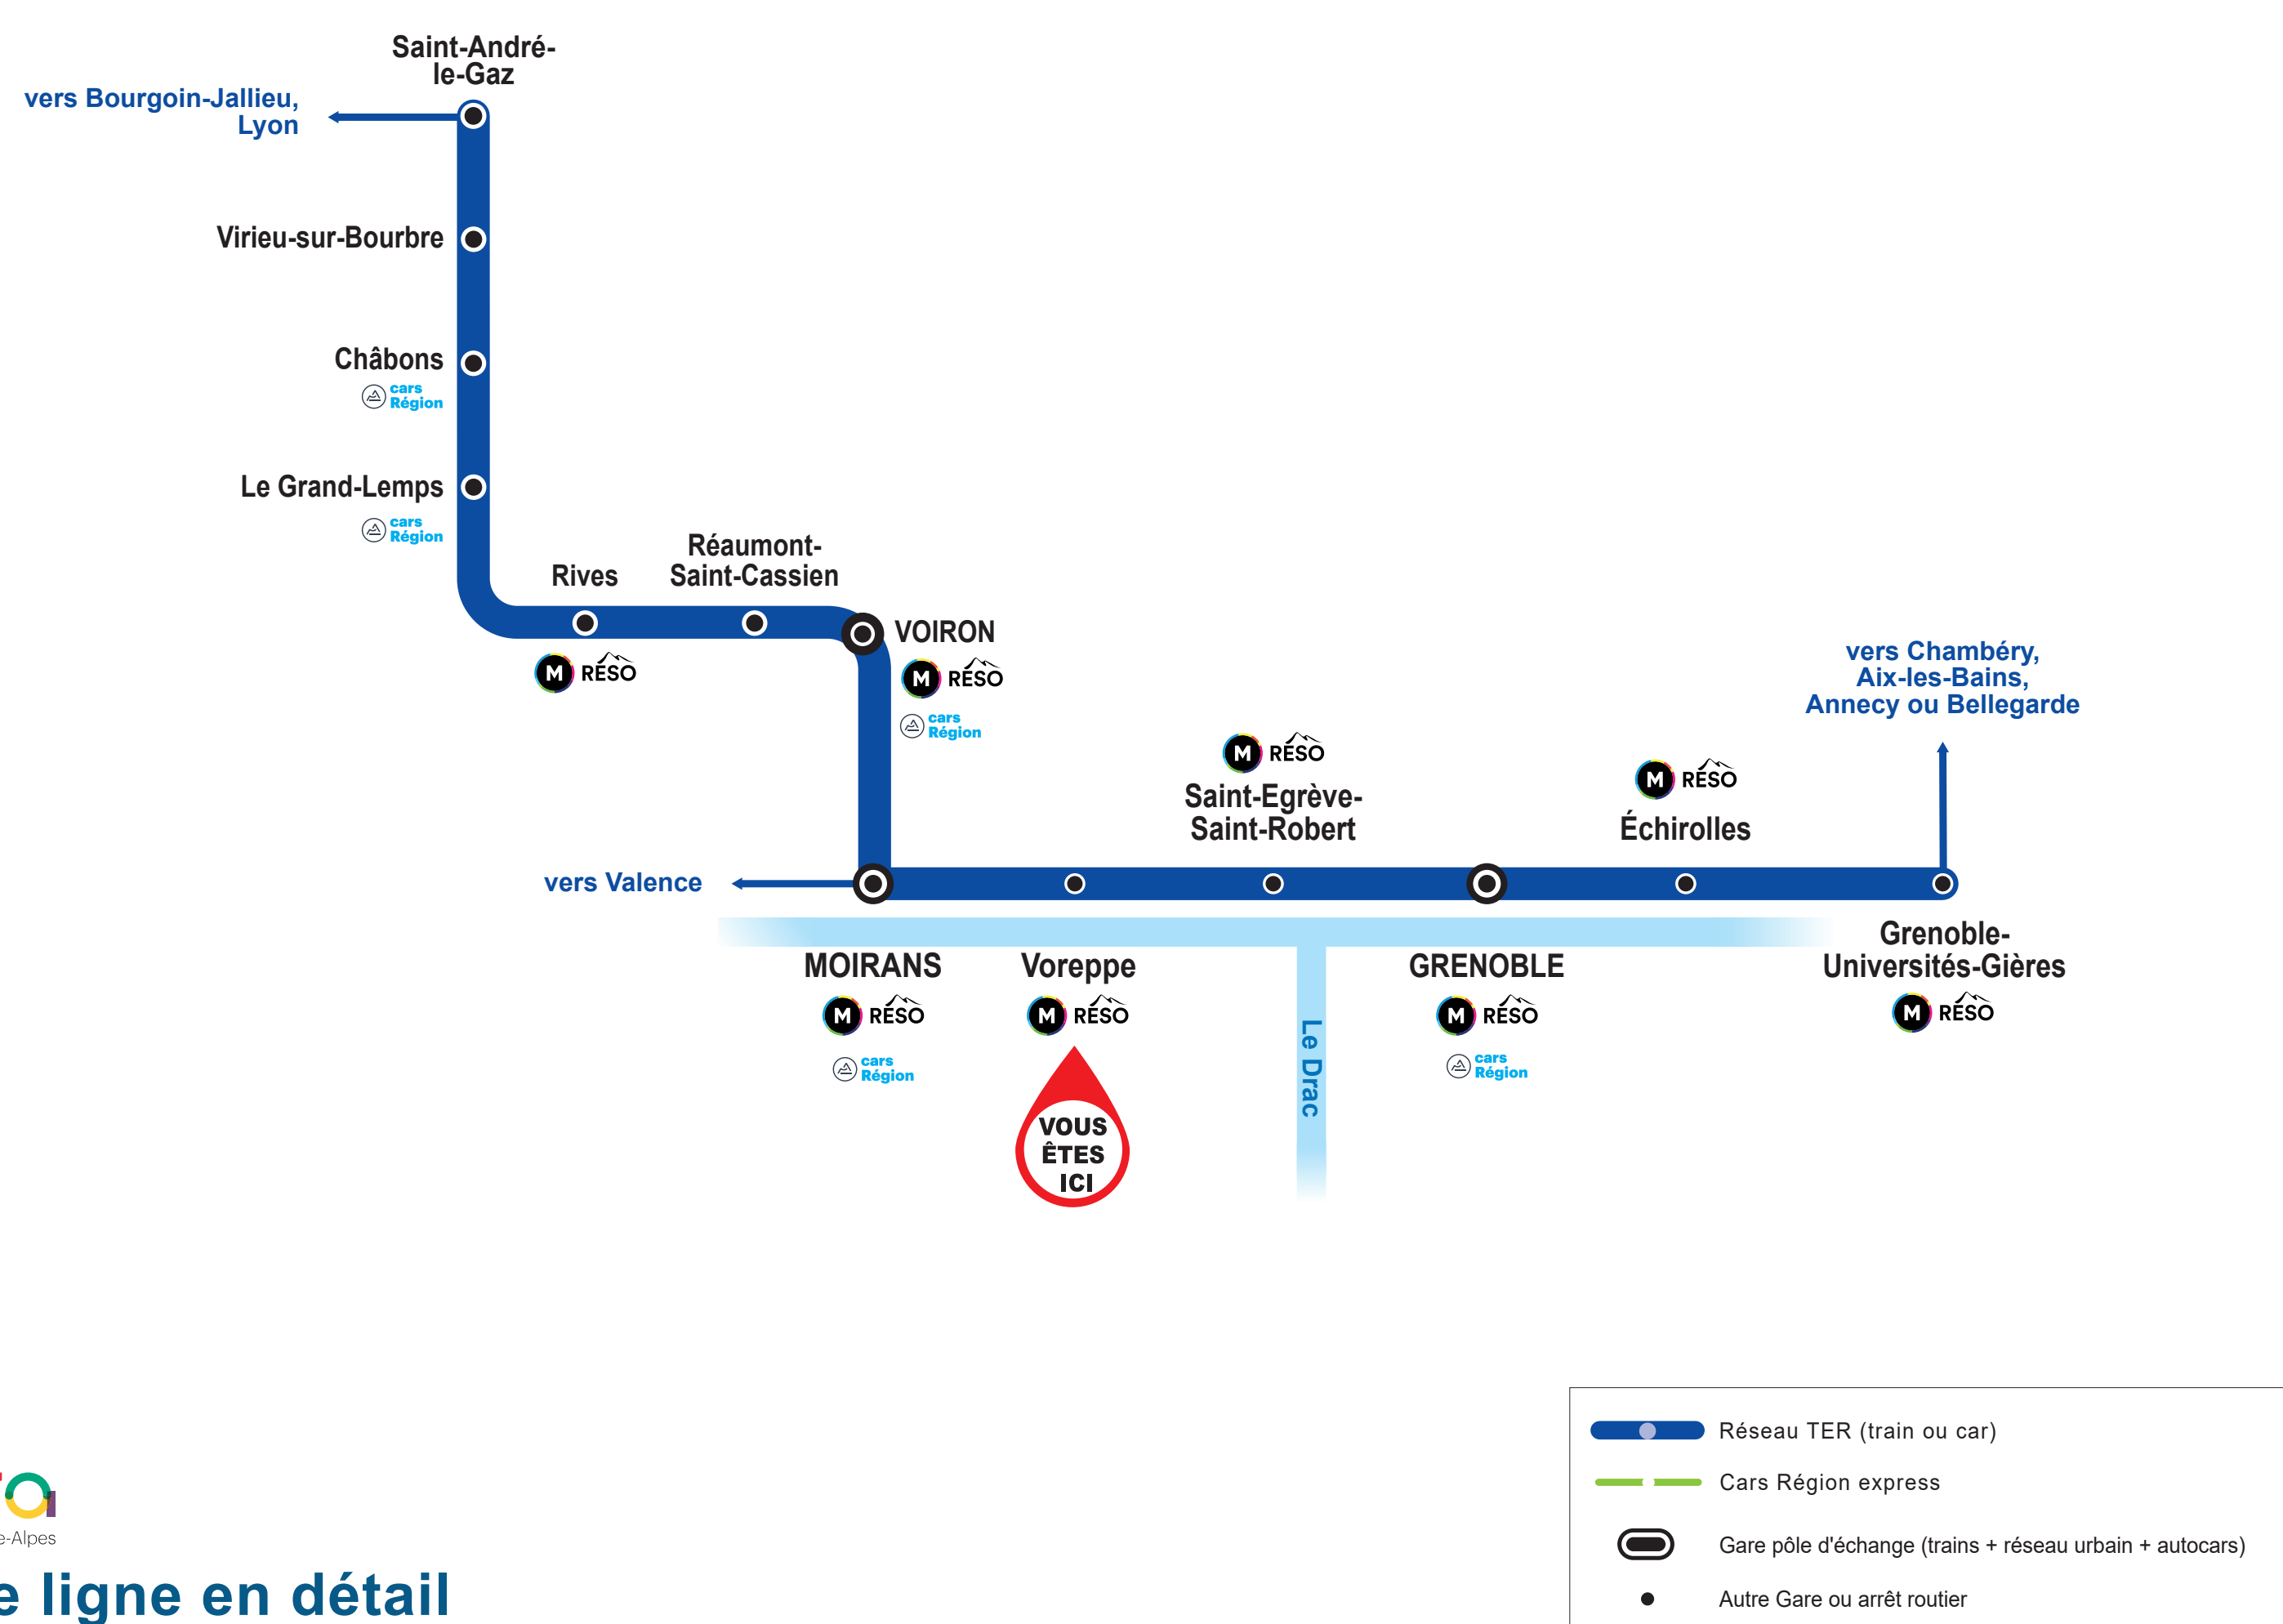 Saint-André-
le-Gaz
vers Bourgoin-Jallieu,
Lyon
Virieu-sur-Bourbre
Châbons
cars
Région
Le Grand-Lemps
cars
Région
Rives
M RÉSO
Réaumont-
Saint-Cassien
VOIRON
M RÉSO
cars
Région
vers Chambéry,
Aix-les-Bains,
Annecy ou Bellegarde
M RÉSO
Saint-Egrève-
Saint-Robert
M RÉSO
Échirolles
vers Valence
MOIRANS
M RÉSO
cars
Région
Voreppe
M RÉSO
VOUS
ÊTES
ICI
Le Drac
GRENOBLE
M RÉSO
cars
Région
Grenoble-
Universités-Gières
M RÉSO
Réseau TER (train ou car)
Cars Région express
Gare pôle d'échange (trains + réseau urbain + autocars)
Autre Gare ou arrêt routier
e-Alpes
e ligne en détail